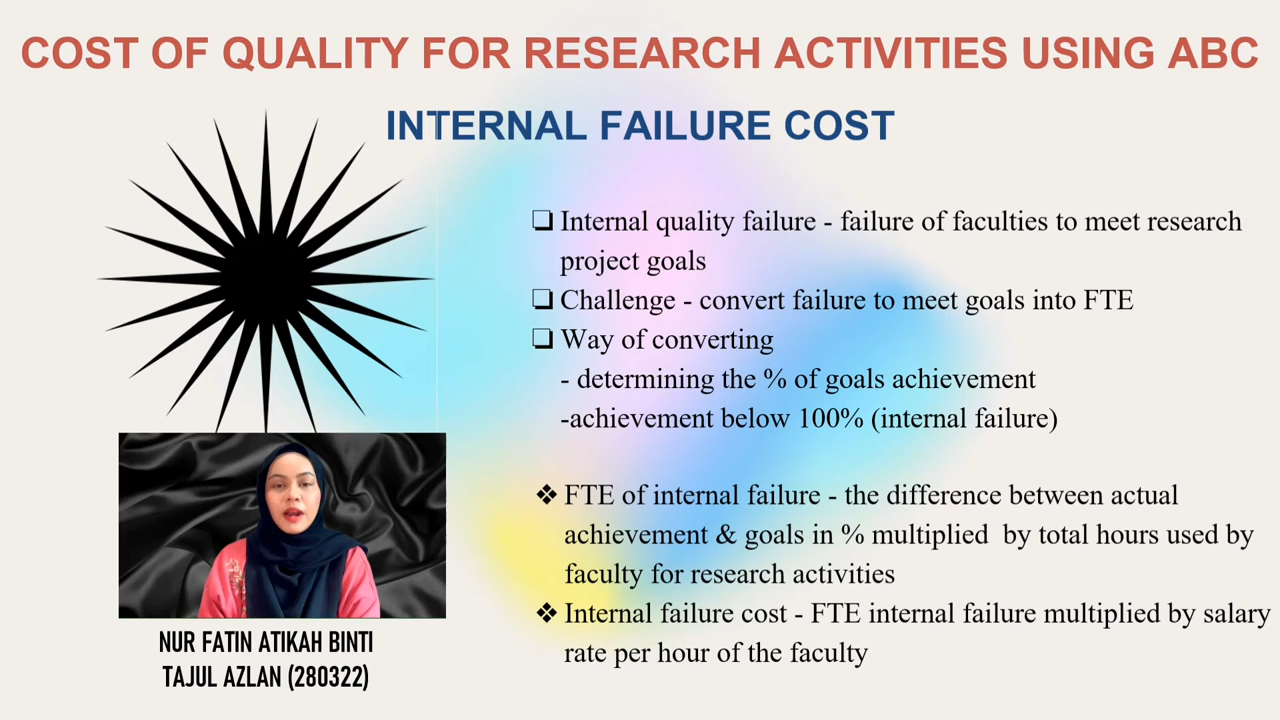 COST OF QUALITY FOR RESEARCH ACTIVITIES USING ABC
INTERNAL FAILURE COST
❏ Internal quality failure - failure of faculties to meet research
project goals
❏ Challenge - convert failure to meet goals into FTE
❏ Way of converting
- determining the % of goals achievement
-achievement below 100% (internal failure)
❖ FTE of internal failure - the difference between actual
achievement & goals in % multiplied by total hours used by
faculty for research activities
❖ Internal failure cost - FTE internal failure multiplied by salary
rate per hour of the faculty
NUR FATIN ATIKAH BINTI
TAJUL AZLAN (280322)